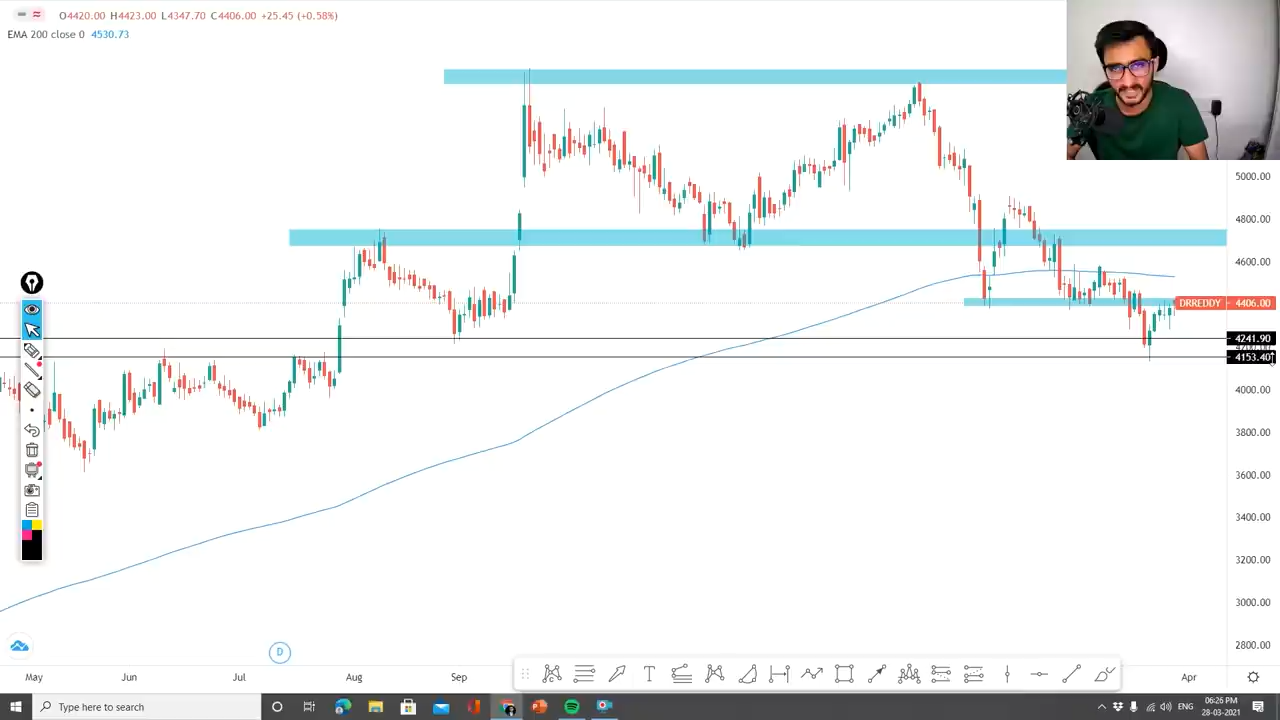 O4420.00 H4423.00 L4347.70 C4406.00 +25.45 (+0.58%)
EMA 200 close 0 4530.73
5000.00
4800.00
4600.00
DRREDDY 4406.00
4241.90
4153.40
4000.00
3800.00
3600.00
3400.00
3200.00
3000.00
2800.00
D
May Jun Jul Aug Sep Apr
T
Type here to search
ENG
06:26 PM
28-03-2021